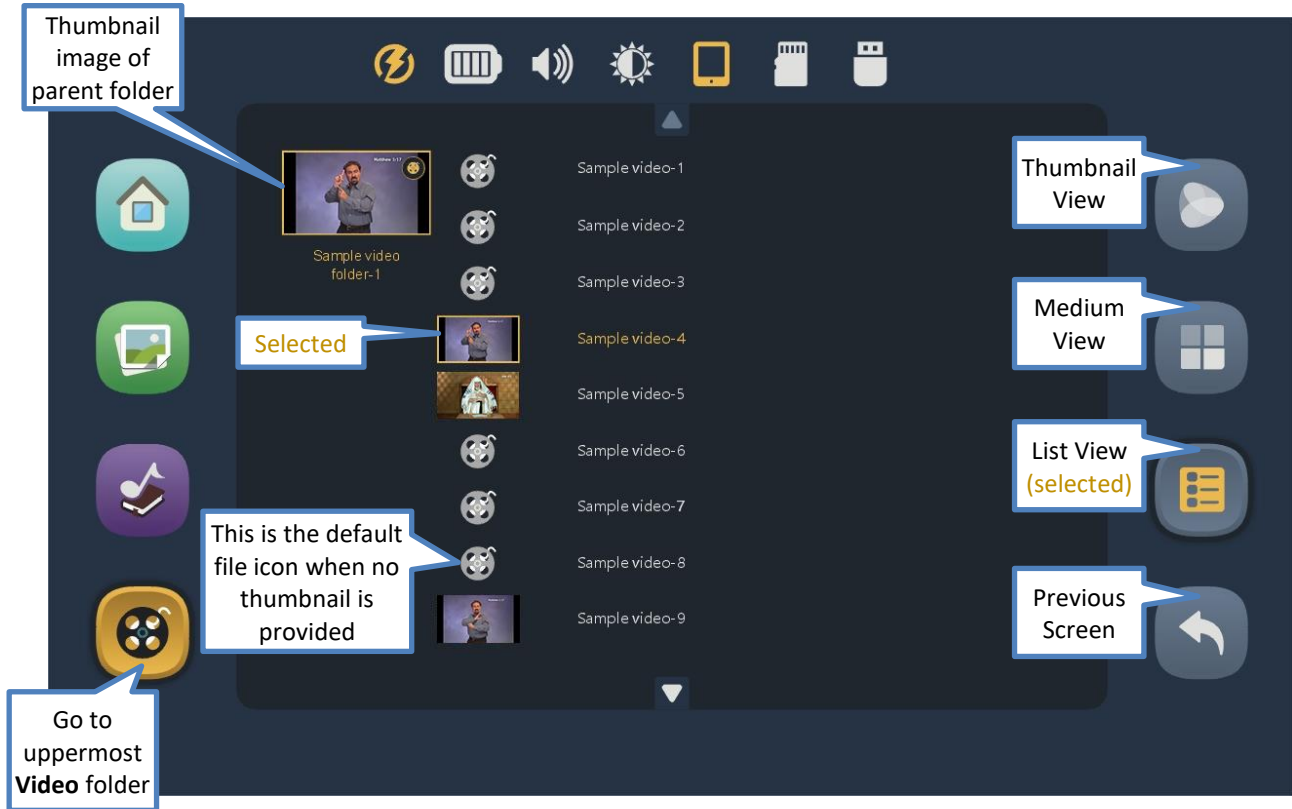 Thumbnail
image of
parent folder
Matthew 5:17
Sample video
folder-1
Sample video-1
Sample video-2
Sample video-3
Selected
Sample video-4
Sample video-5
Sample video-6
Sample video-7
This is the default
file icon when no
thumbnail is
provided
Sample video-8
Sample video-9
Thumbnail
View
Medium
View
List View
(selected)
Previous
Screen
Go to
uppermost
Video folder